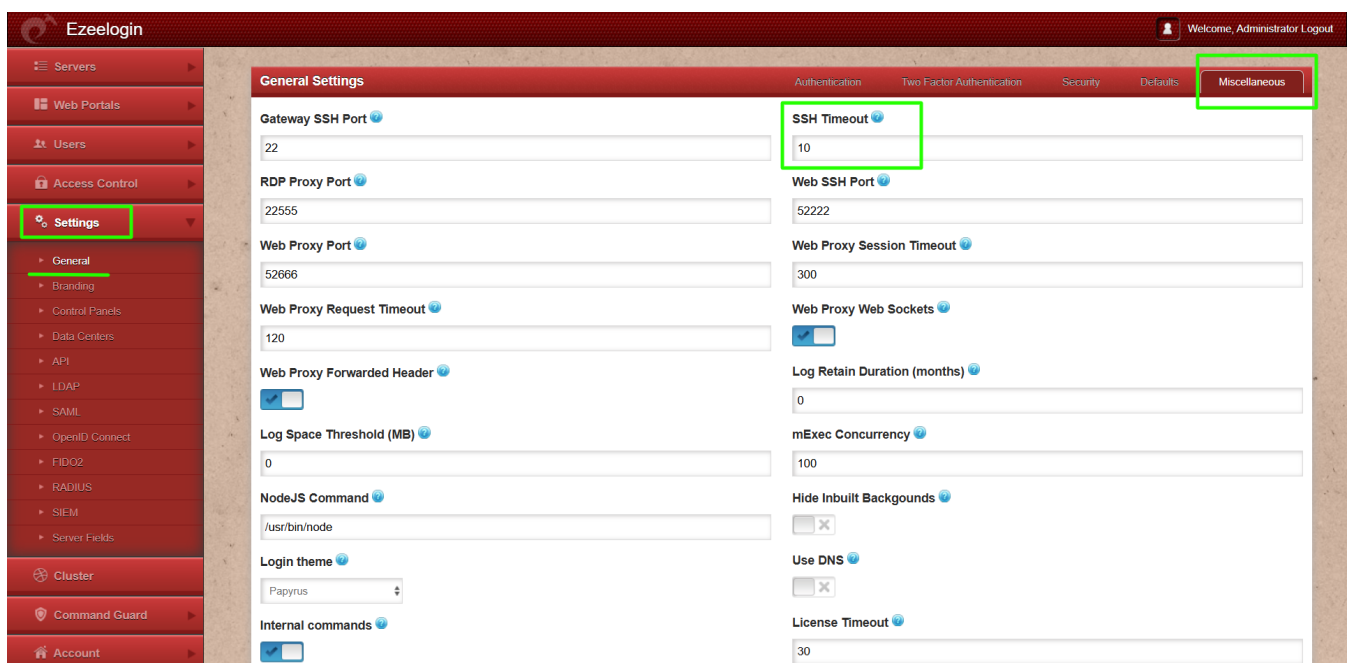 Ezeelogin
Welcome, Administrator Logout
Servers
Web Portals
Users
Access Control
Settings
General
Branding
Control Panels
Data Centers
API
LDAP
SAML
OpenID Connect
FIDO2
RADIUS
SIEM
Server Fields
Cluster
Command Guard
Account
General Settings
Authentication
Two Factor Authentication
Security
Defaults
Miscellaneous
Gateway SSH Port
22
SSH Timeout
10
RDP Proxy Port
22555
Web SSH Port
52222
Web Proxy Port
52666
Web Proxy Session Timeout
300
Web Proxy Request Timeout
120
Web Proxy Web Sockets
Web Proxy Forwarded Header
Log Retain Duration (months)
0
Log Space Threshold (MB)
0
mExec Concurrency
100
NodeJS Command
/usr/bin/node
Hide Inbuilt Backgounds
Login theme
Papyrus
Use DNS
Internal commands
License Timeout
30